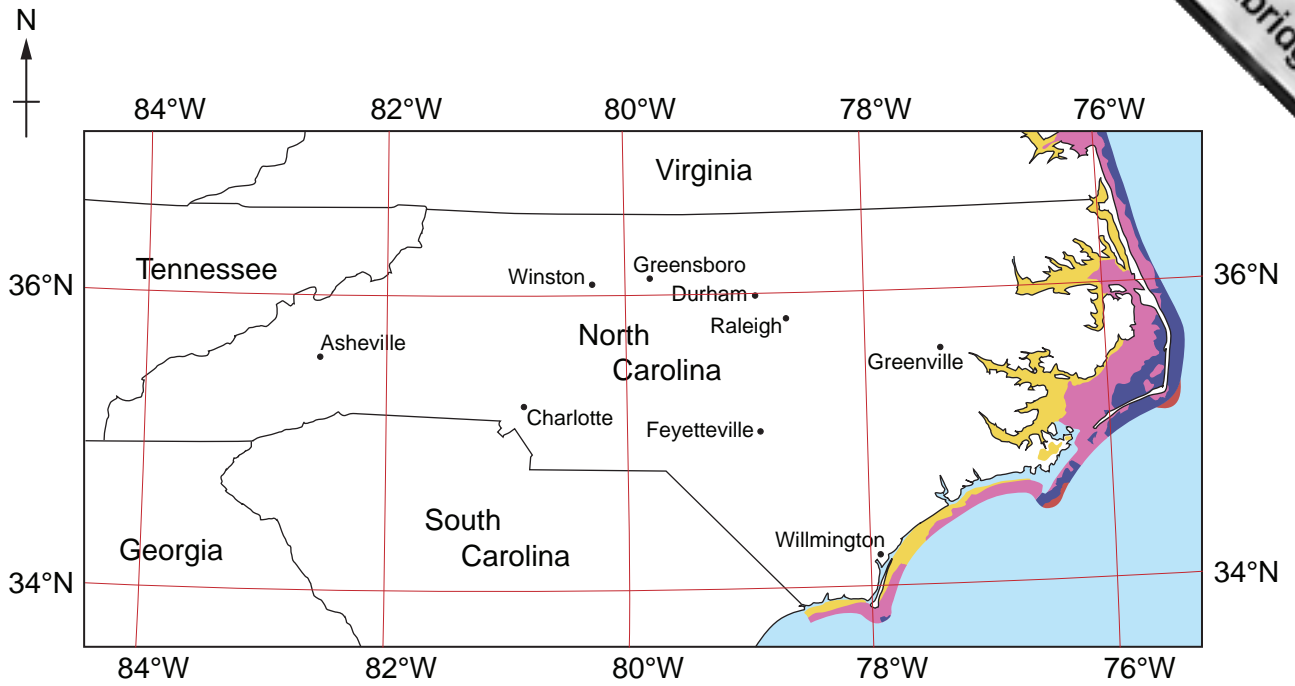 N
84°W 82°W 80°W 78°W 76°W
Virginia
Tennessee
Greensboro
Winston
36°N
36°N
Durham
Raleigh
North
Carolina
Asheville
Greenville
Charlotte
Feyetteville
South
Carolina
Willmington
Georgia
34°N
34°N
84°W 82°W 80°W 78°W 76°W